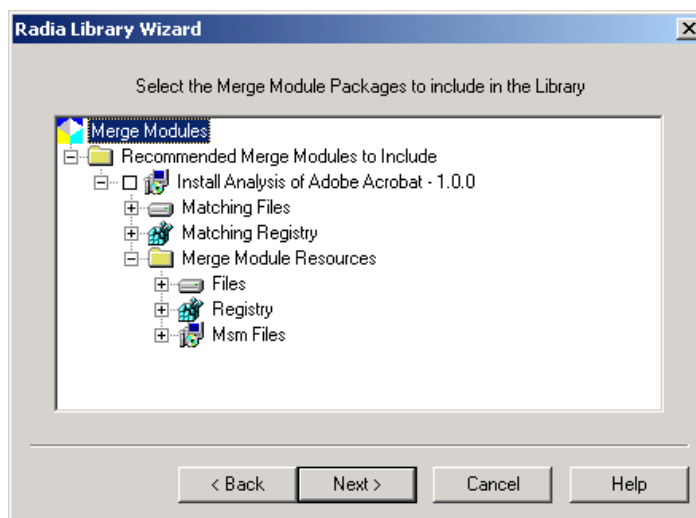 Radia Library Wizard
Select the Merge Module Packages to include in the Library
Merge Modules
Recommended Merge Modules to Include
Install Analysis of Adobe Acrobat - 1.0.0
Matching Files
Matching Registry
Merge Module Resources
Files
Registry
Msm Files
< Back Next > Cancel Help